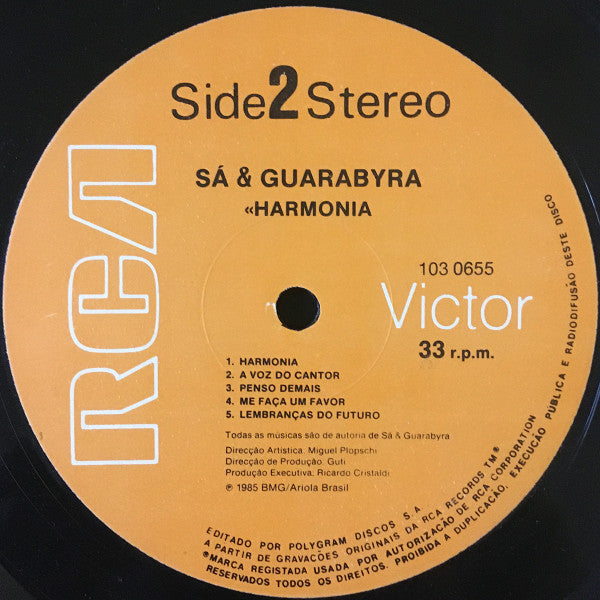 Side 2 Stereo
SÁ & GUARABYRA
«HARMONIA
103 0655
RCA
Victor
33 r.p.m.
1. HARMONIA
2. A VOZ DO CANTOR
3. PENSO DEMAIS
4. ME FAÇA UM FAVOR
5. LEMBRANÇAS DO FUTURO
Todas as músicas são de autoria de Sá & Guarabyra
Direcção Artística: Miguel Plopschi
Direcção de Produção: Guti
Produção Executiva: Ricardo Cristaldi
℗ 1985 BMG/Ariola Brasil
EDITADO POR POLYGRAM DISCOS S.A.
A PARTIR DE GRAVAÇÕES ORIGINAIS DA RCA RECORDS TM®
®MARCA REGISTADA USADA POR AUTORIZAÇÃO DE RCA CORPORATION
RESERVADOS TODOS OS DIREITOS. PROIBIDA A DUPLICAÇÃO, EXECUÇÃO PÚBLICA E RADIODIFUSÃO DESTE DISCO